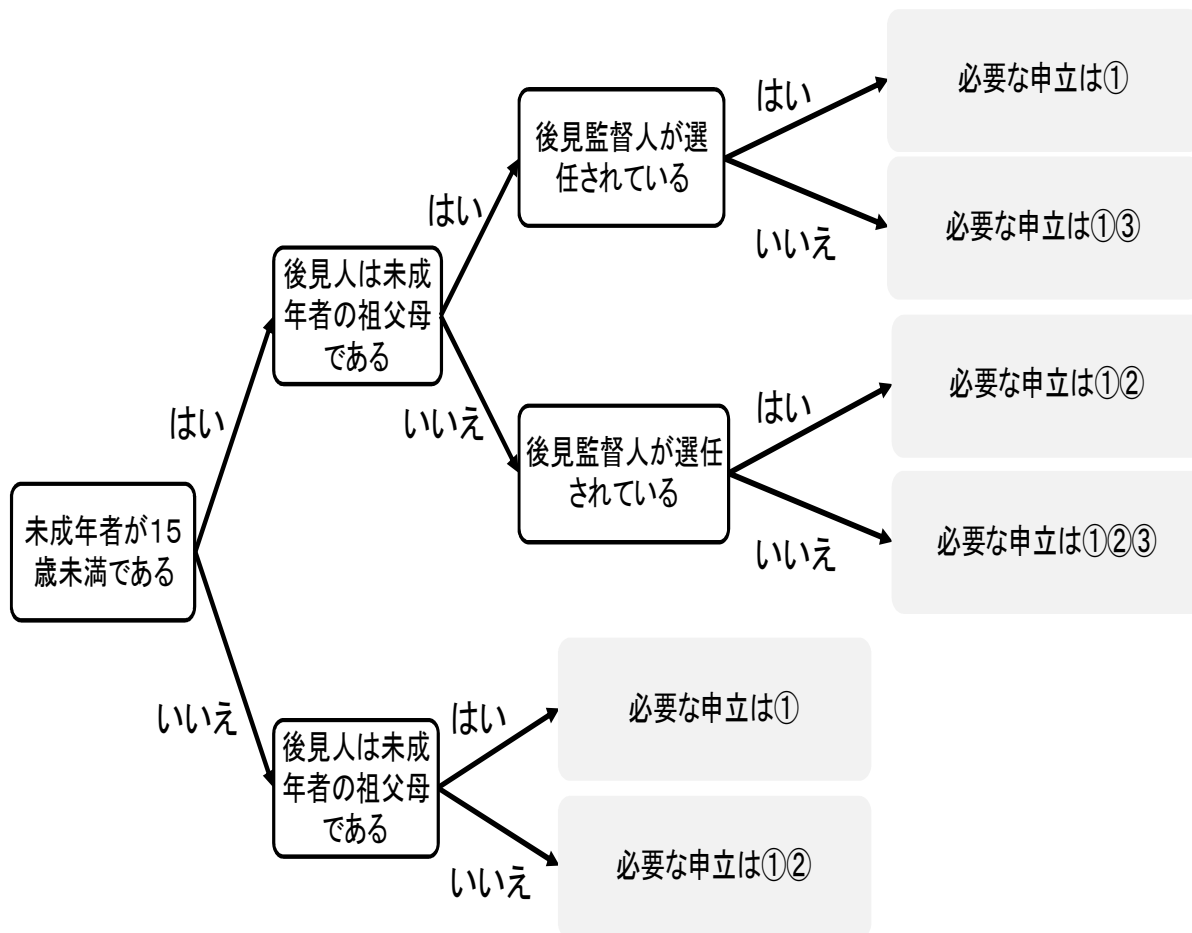 未成年者が15
歳未満である
はい
いいえ
後見人は未成
年者の祖父母
である
はい
いいえ
後見監督人が選
任されている
はい
いいえ
必要な申立は①
必要な申立は①③
後見監督人が選任
されている
はい
いいえ
必要な申立は①②
必要な申立は①②③
後見人は未成
年者の祖父母
である
はい
いいえ
必要な申立は①
必要な申立は①②